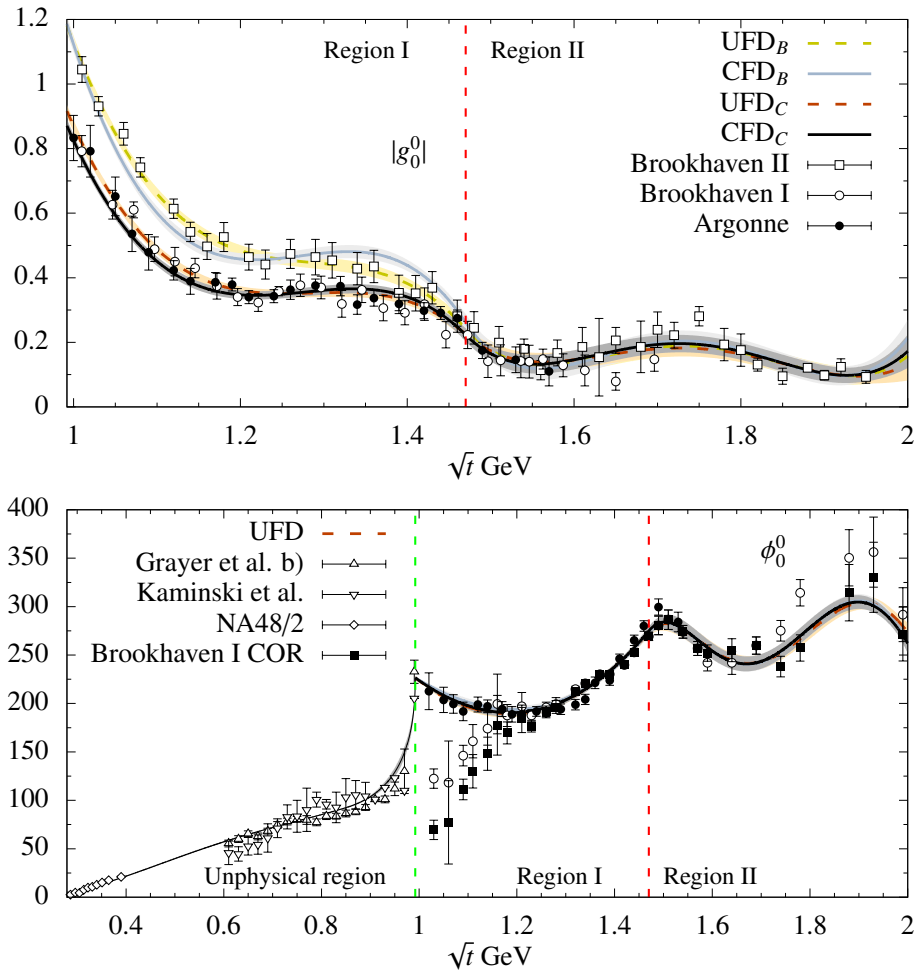 1.2
1
0.8
0.6
0.4
0.2
0
Region I
Region II
|g₀⁰|
UFD_B
CFD_B
UFD_C
CFD_C
Brookhaven II
Brookhaven I
Argonne
1 1.2 1.4 1.6 1.8 2
√t GeV
400
350
300
250
200
150
100
50
0
UFD
Grayer et al. b)
Kaminski et al.
NA48/2
Brookhaven I COR
ϕ₀⁰
Unphysical region
Region I
Region II
0.4 0.6 0.8 1 1.2 1.4 1.6 1.8 2
√t GeV